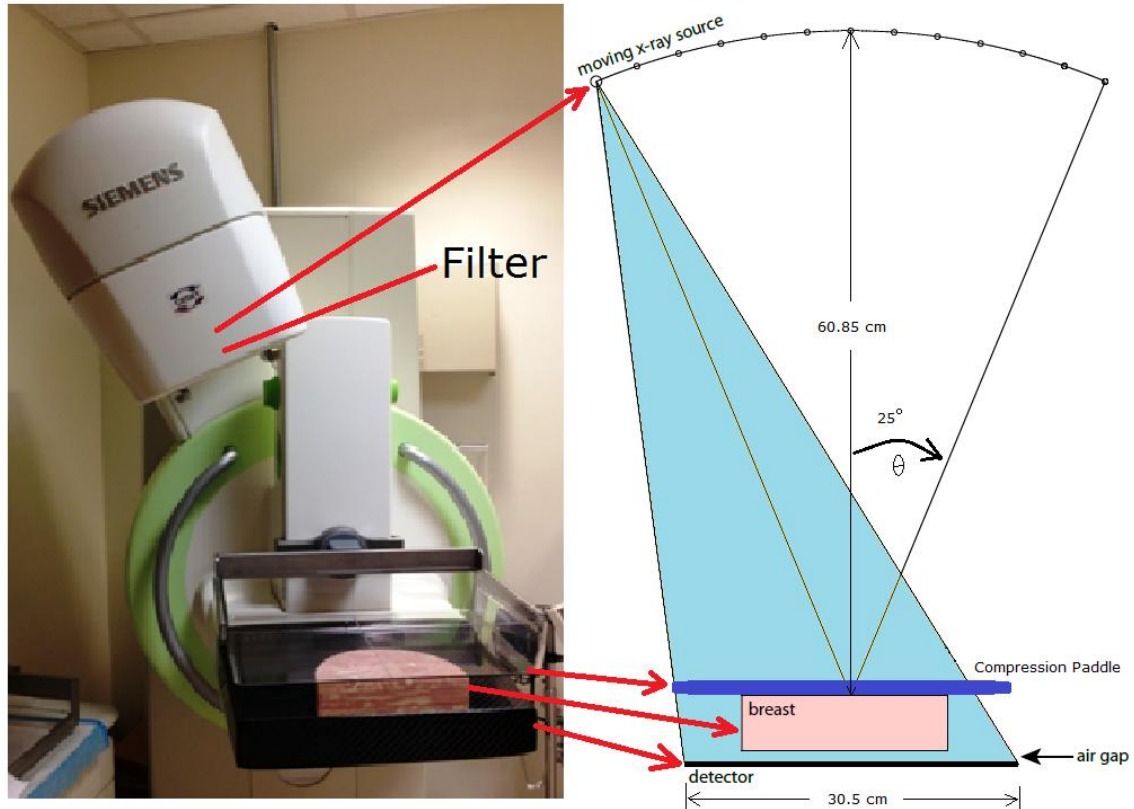 SIEMENS
Filter
moving x-ray source
60.85 cm
25°
θ
Compression Paddle
breast
air gap
detector
30.5 cm